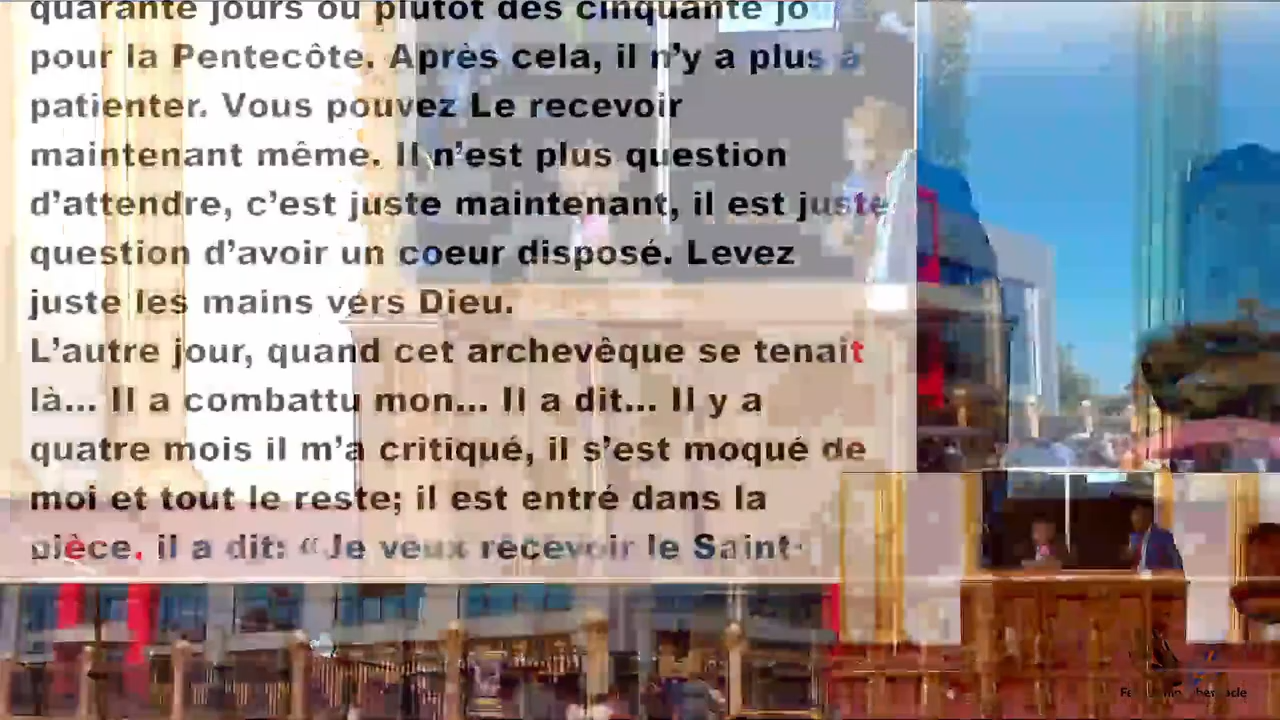 quarante jours ou plutôt des cinquante jo
pour la Pentecôte. Après cela, il n’y a plus à
patienter. Vous pouvez Le recevoir
maintenant même. Il n’est plus question
d’attendre, c’est juste maintenant, il est juste
question d’avoir un coeur disposé. Levez
juste les mains vers Dieu.
L’autre jour, quand cet archevêque se tenait
là... Il a combattu mon... Il a dit... Il y a
quatre mois il m’a critiqué, il s’est moqué de
moi et tout le reste; il est entré dans la
pièce, il a dit: «Je veux recevoir le Saint-